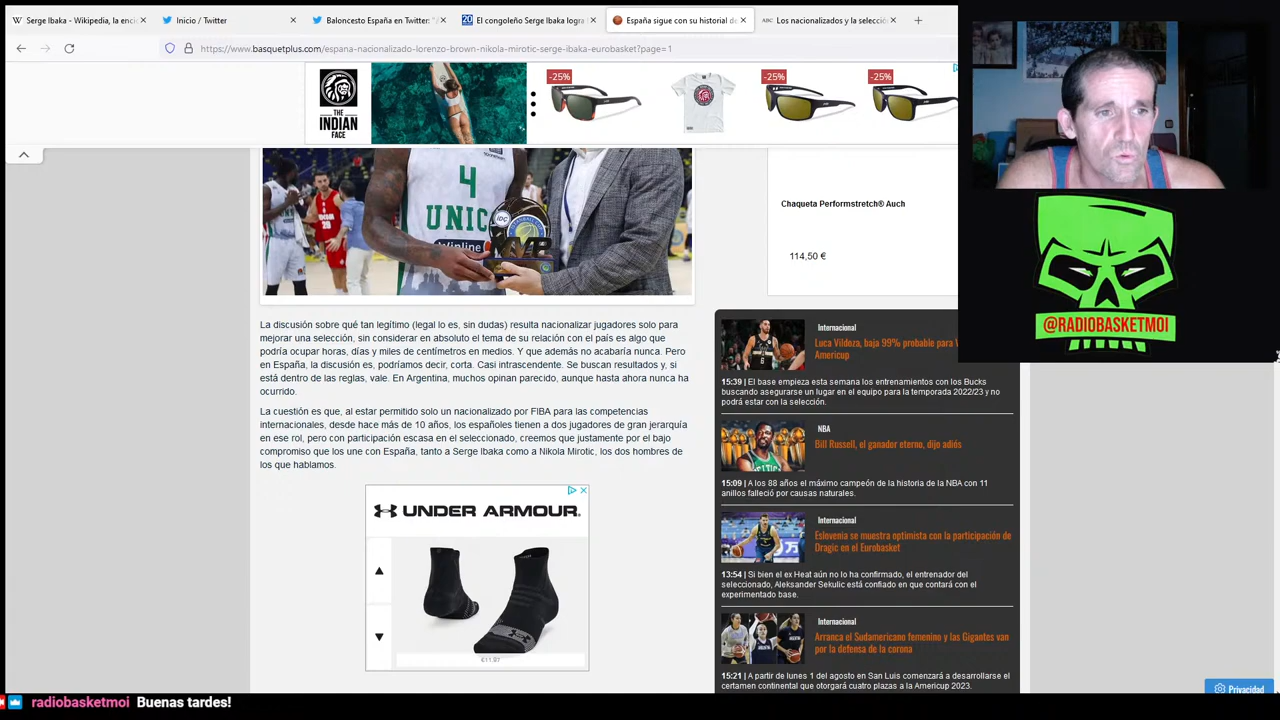 Serge Ibaka - Wikipedia, la enci
Inicio / Twitter
Baloncesto España en Twitter: "
El congoleño Serge Ibaka logra l
España sigue con su historial de
Los nacionalizados y la selecció
https://www.basquetplus.com/espana-nacionalizado-lorenzo-brown-nikola-mirotic-serge-ibaka-eurobasket?page=1
THE
INDIAN
FACE
-25%
-25%
-25%
4
UNIC
Winline
Chaqueta Performstretch® Auch
114,50 €
@RADIOBASKETMOI
La discusión sobre qué tan legítimo (legal lo es, sin dudas) resulta nacionalizar jugadores solo para
mejorar una selección, sin considerar en absoluto el tema de su relación con el país es algo que
podría ocupar horas, días y miles de centímetros en medios. Y que además no acabaría nunca. Pero
en España, la discusión es, podríamos decir, corta. Casi intrascendente. Se buscan resultados y, si
está dentro de las reglas, vale. En Argentina, muchos opinan parecido, aunque hasta ahora nunca ha
ocurrido.
La cuestión es que, al estar permitido solo un nacionalizado por FIBA para las competencias
internacionales, desde hace más de 10 años, los españoles tienen a dos jugadores de gran jerarquía
en ese rol, pero con participación escasa en el seleccionado, creemos que justamente por el bajo
compromiso que los une con España, tanto a Serge Ibaka como a Nikola Mirotic, los dos hombres de
los que hablamos.
UNDER ARMOUR.
€11,87
Internacional
Luca Vildoza, baja 99% probable para
Americup
15:39 | El base empieza esta semana los entrenamientos con los Bucks
buscando asegurarse un lugar en el equipo para la temporada 2022/23 y no
podrá estar con la selección.
NBA
Bill Russell, el ganador eterno, dijo adiós
15:09 | A los 88 años el máximo campeón de la historia de la NBA con 11
anillos falleció por causas naturales.
Internacional
Eslovenia se muestra optimista con la participación
de Dragic en el Eurobasket
13:54 | Si bien el ex Heat aún no lo ha confirmado, el entrenador del
seleccionado, Aleksander Sekulic está confiado en que contará con el
experimentado base.
Internacional
Arranca el Sudamericano femenino y las Gigantes van
por la defensa de la corona
15:21 | A partir de lunes 1 del agosto en San Luis comenzará a desarrollarse el
certamen continental que otorgará cuatro plazas a la Americup 2023.
Privacidad
radiobasketmoi Buenas tardes!